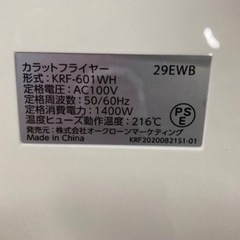 カラットフライヤー 29EWB
形式:KRF-601WH
定格電圧:AC100V
定格周波数:50/60Hz
定格消費電力:1400W
温度ヒューズ動作温度:216℃
発売元:株式会社オークローンマーケティング
Made in China KRF2020082151-01
PS
E